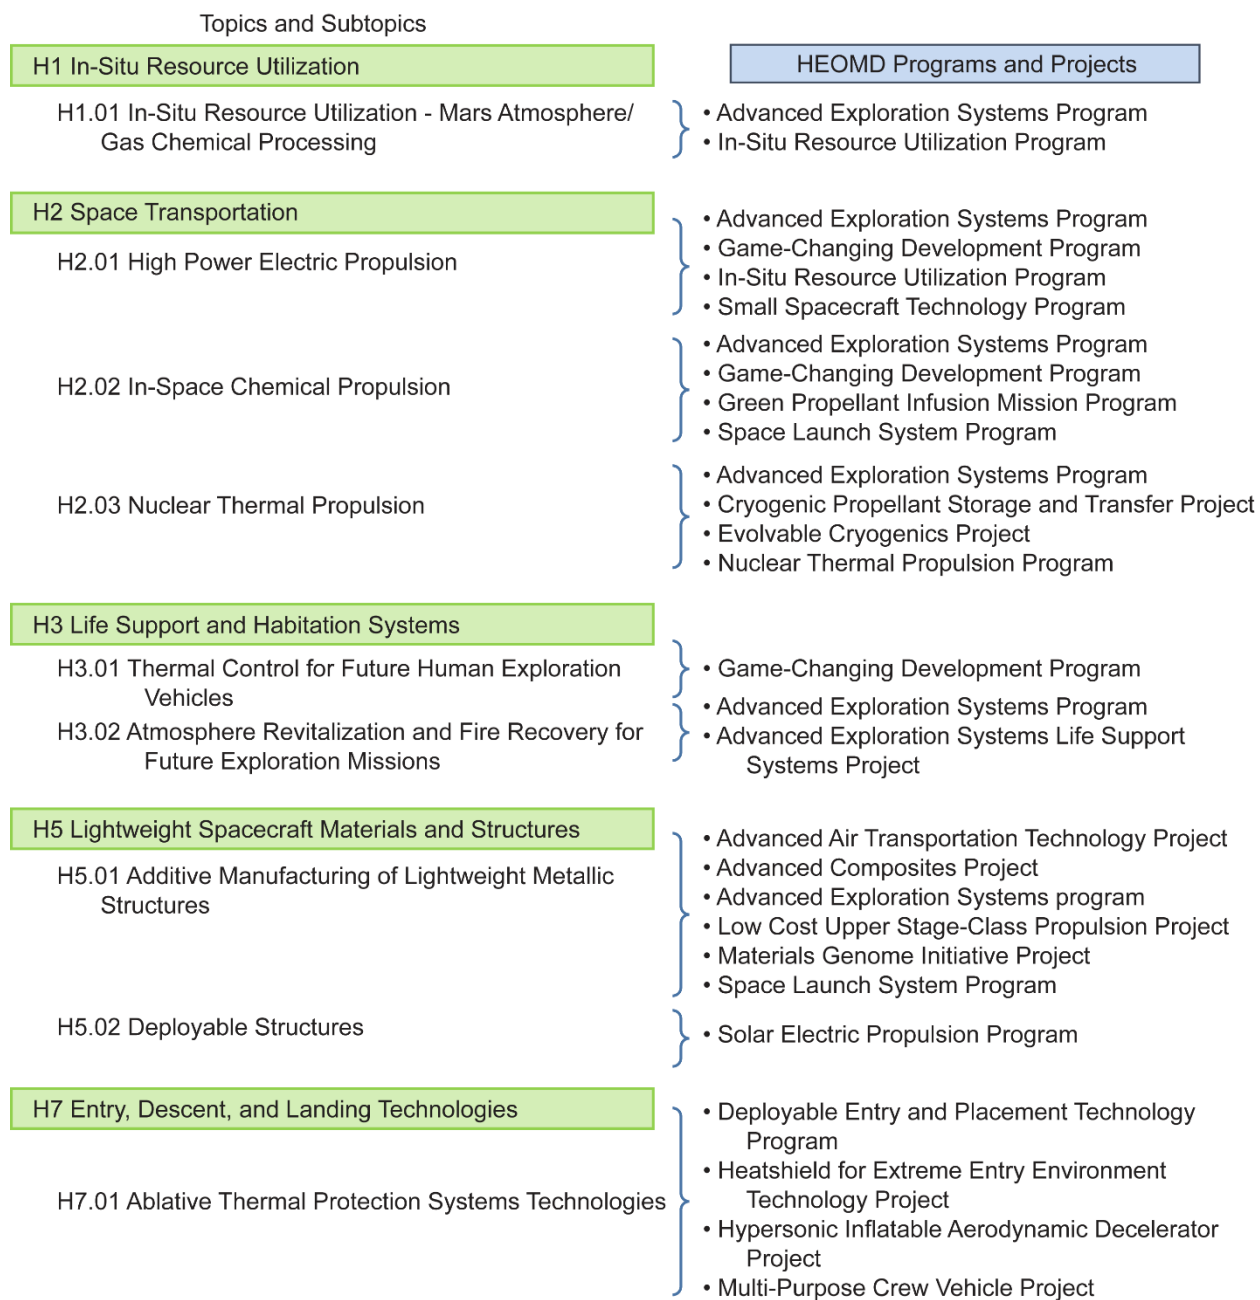 Topics and Subtopics
H1 In-Situ Resource Utilization
HEOMD Programs and Projects
H1.01 In-Situ Resource Utilization - Mars Atmosphere/
Gas Chemical Processing
• Advanced Exploration Systems Program
• In-Situ Resource Utilization Program
H2 Space Transportation
H2.01 High Power Electric Propulsion
• Advanced Exploration Systems Program
• Game-Changing Development Program
• In-Situ Resource Utilization Program
• Small Spacecraft Technology Program
H2.02 In-Space Chemical Propulsion
• Advanced Exploration Systems Program
• Game-Changing Development Program
• Green Propellant Infusion Mission Program
• Space Launch System Program
H2.03 Nuclear Thermal Propulsion
• Advanced Exploration Systems Program
• Cryogenic Propellant Storage and Transfer Project
• Evolvable Cryogenics Project
• Nuclear Thermal Propulsion Program
H3 Life Support and Habitation Systems
H3.01 Thermal Control for Future Human Exploration
Vehicles
• Game-Changing Development Program
H3.02 Atmosphere Revitalization and Fire Recovery for
Future Exploration Missions
• Advanced Exploration Systems Program
• Advanced Exploration Systems Life Support
Systems Project
H5 Lightweight Spacecraft Materials and Structures
H5.01 Additive Manufacturing of Lightweight Metallic
Structures
• Advanced Air Transportation Technology Project
• Advanced Composites Project
• Advanced Exploration Systems program
• Low Cost Upper Stage-Class Propulsion Project
• Materials Genome Initiative Project
• Space Launch System Program
H5.02 Deployable Structures
• Solar Electric Propulsion Program
H7 Entry, Descent, and Landing Technologies
H7.01 Ablative Thermal Protection Systems Technologies
• Deployable Entry and Placement Technology
Program
• Heatshield for Extreme Entry Environment
Technology Project
• Hypersonic Inflatable Aerodynamic Decelerator
Project
• Multi-Purpose Crew Vehicle Project